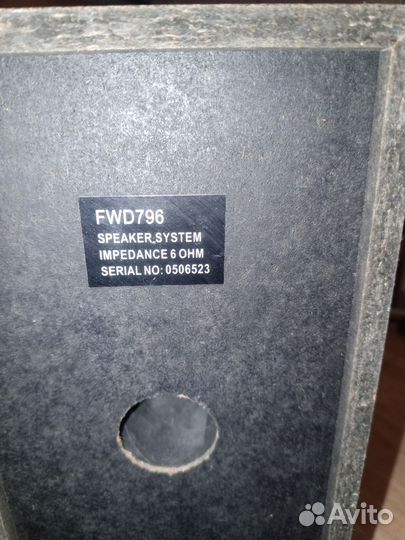 FWD796
SPEAKER,SYSTEM
IMPEDANCE 6 OHM
SERIAL NO: 0506523
Avito